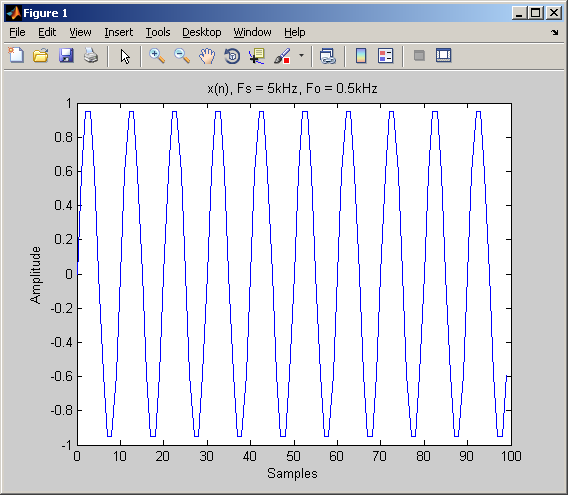 Figure 1
File Edit View Insert Tools Desktop Window Help
x(n), Fs = 5kHz, Fo = 0.5kHz
1
0.8
0.6
0.4
0.2
0
-0.2
-0.4
-0.6
-0.8
-1
Amplitude
0 10 20 30 40 50 60 70 80 90 100
Samples